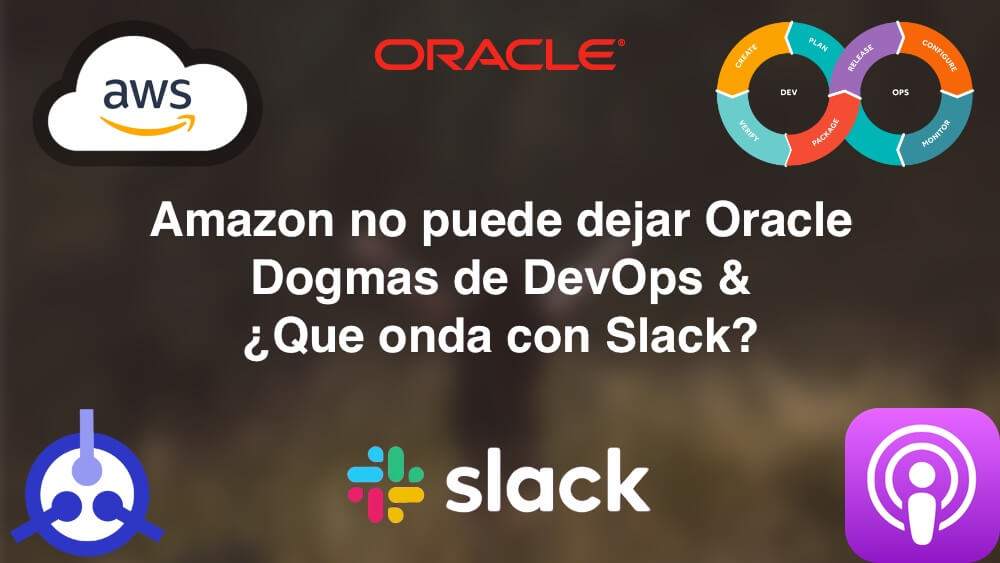 aws
ORACLE®
CREATE
PLAN
RELEASE
CONFIGURE
DEV
OPS
VERIFY
PACKAGE
MONITOR
Amazon no puede dejar Oracle
Dogmas de DevOps &
¿Que onda con Slack?
slack